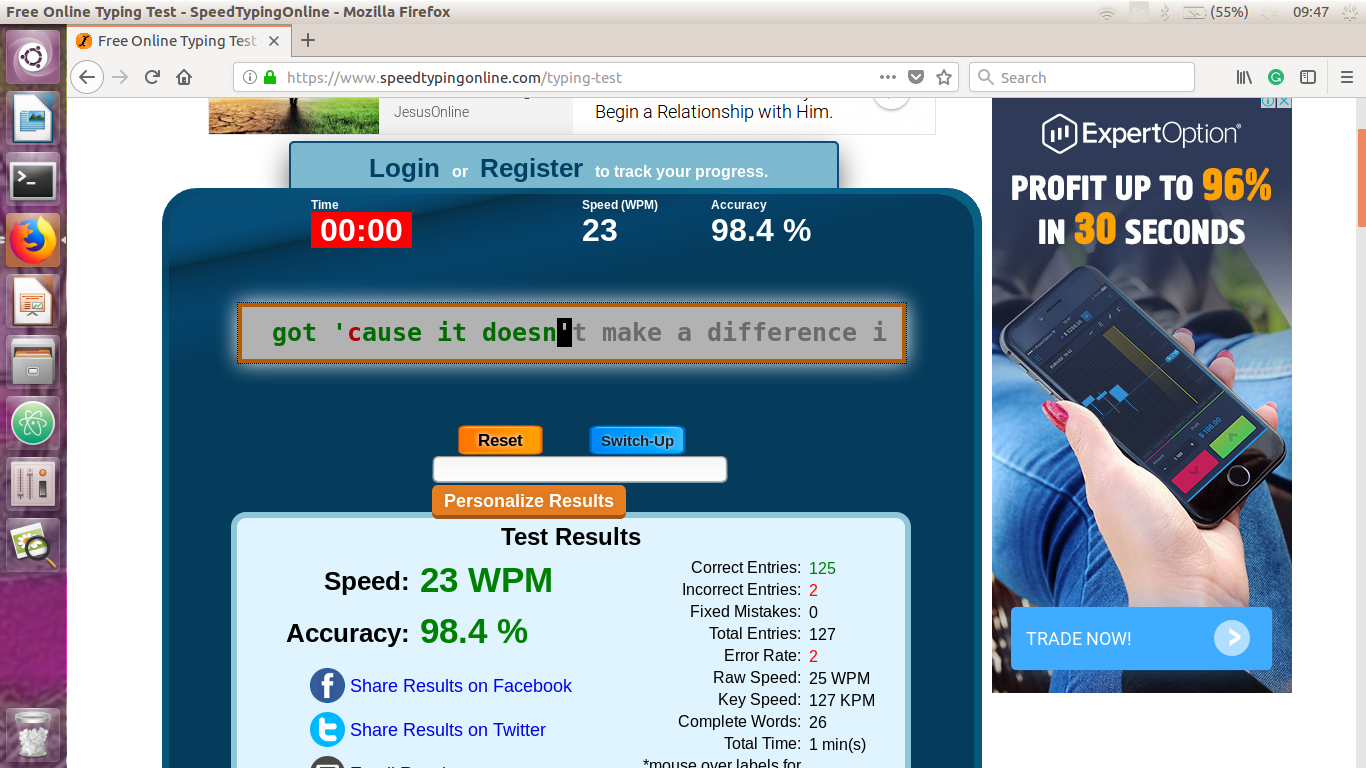 Free Online Typing Test - SpeedTypingOnline - Mozilla Firefox
(55%)
09:47
Free Online Typing Test
https://www.speedtypingonline.com/typing-test
Search
JesusOnline
Begin a Relationship with Him.
Login or Register to track your progress.
Time
00:00
Speed (WPM)
23
Accuracy
98.4 %
got 'cause it doesn't make a difference i
Reset
Switch-Up
Personalize Results
Test Results
Speed: 23 WPM
Accuracy: 98.4 %
Share Results on Facebook
Share Results on Twitter
Correct Entries: 125
Incorrect Entries: 2
Fixed Mistakes: 0
Total Entries: 127
Error Rate: 2
Raw Speed: 25 WPM
Key Speed: 127 KPM
Complete Words: 26
Total Time: 1 min(s)
*mouse over labels for
ExpertOption
PROFIT UP TO 96%
IN 30 SECONDS
TRADE NOW!